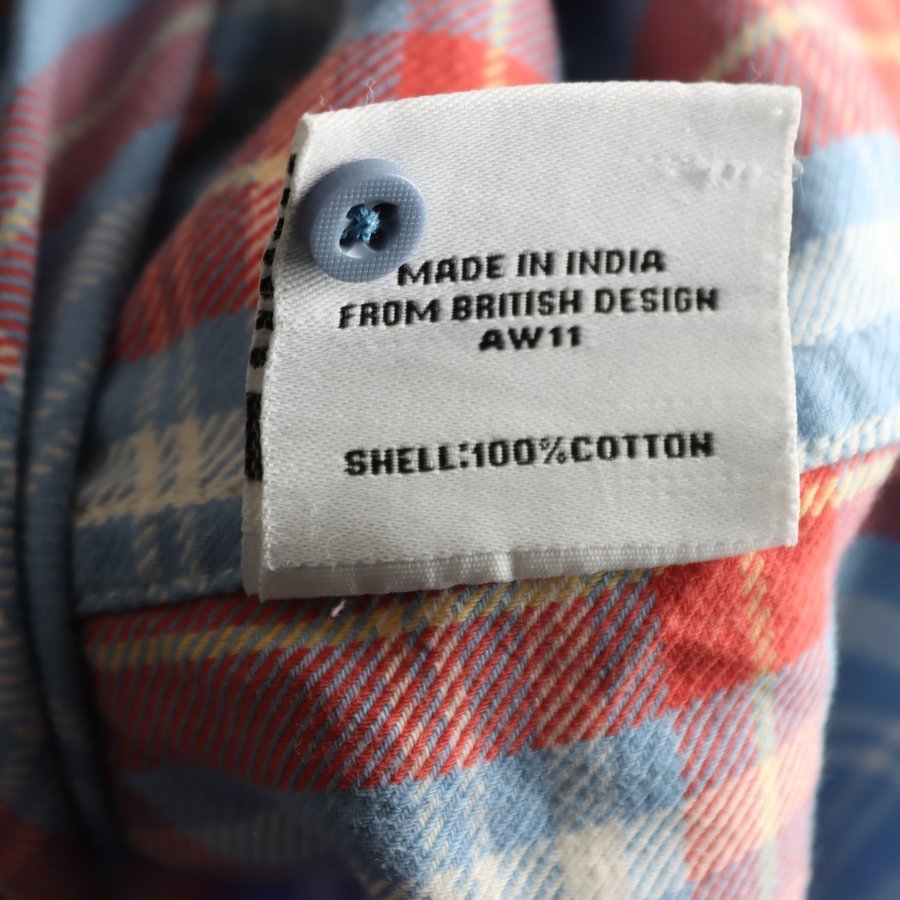 MADE IN INDIA
FROM BRITISH DESIGN
AW11
SHELL:100%COTTON